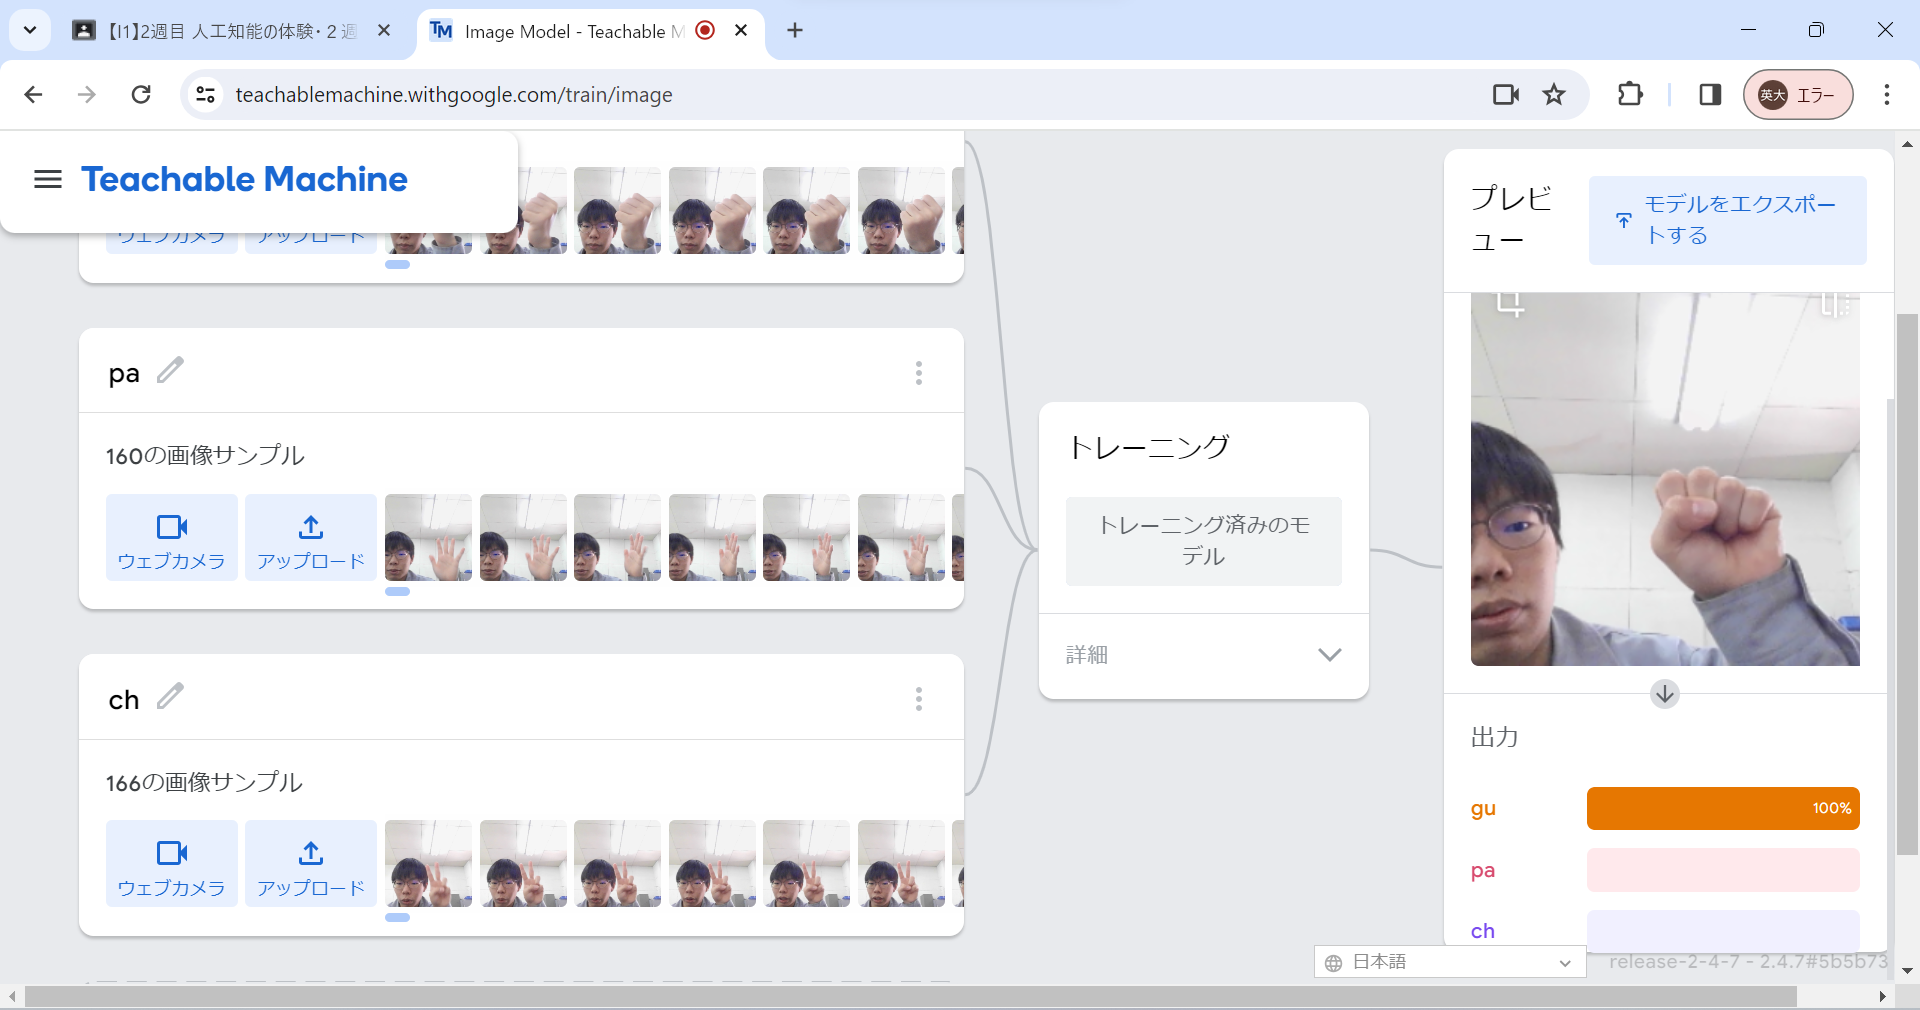 【I1】2週目 人工知能の体験・２週
Image Model - Teachable M
teachablemachine.withgoogle.com/train/image
英大 エラー
Teachable Machine
ウェブカメラ
アップロード
pa
160の画像サンプル
ウェブカメラ
アップロード
ch
166の画像サンプル
ウェブカメラ
アップロード
トレーニング
トレーニング済みのモ
デル
詳細
プレビ
ュー
モデルをエクスポー
トする
出力
gu
100%
pa
ch
日本語
release-2-4-7 - 2.4.7#5b5b73